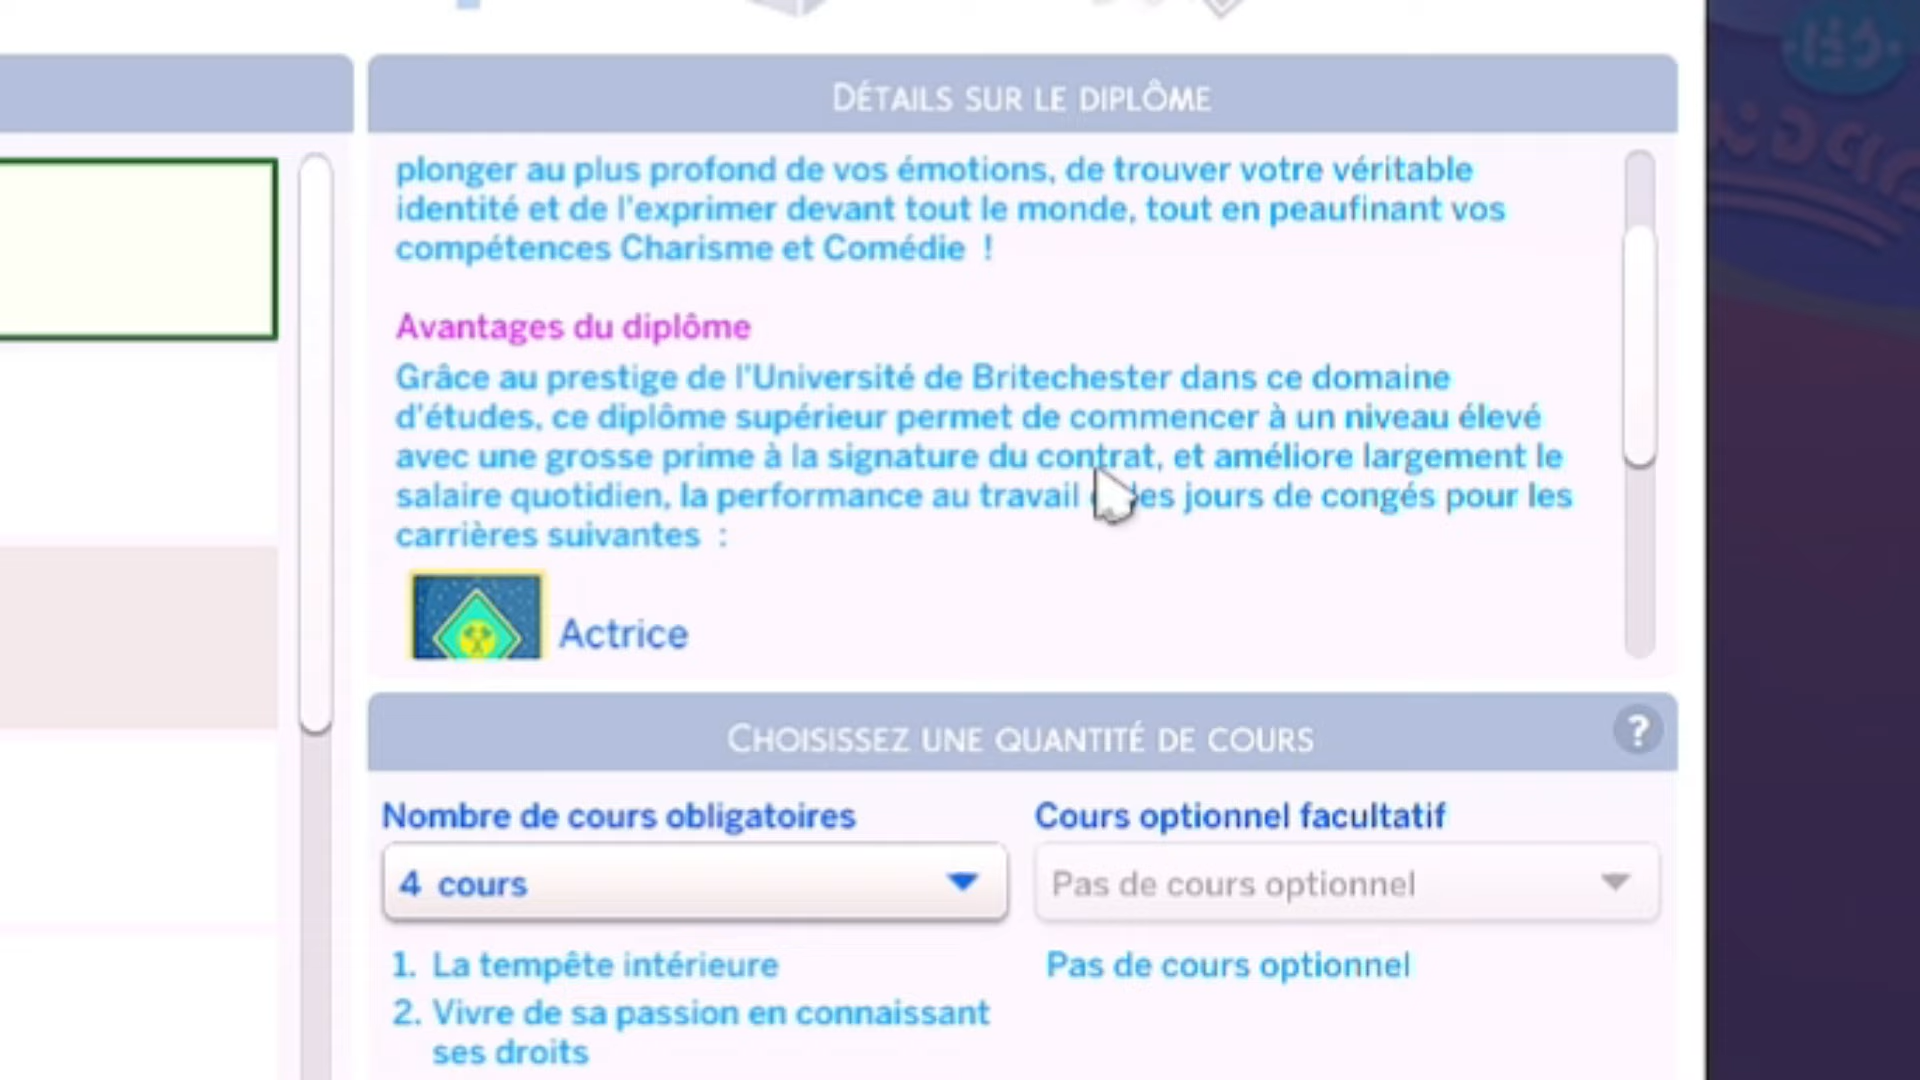 DÉTAILS SUR LE DIPLÔME
plonger au plus profond de vos émotions, de trouver votre véritable
identité et de l'exprimer devant tout le monde, tout en peaufinant vos
compétences Charisme et Comédie !
Avantages du diplôme
Grâce au prestige de l'Université de Britechester dans ce domaine
d'études, ce diplôme supérieur permet de commencer à un niveau élevé
avec une grosse prime à la signature du contrat, et améliore largement le
salaire quotidien, la performance au travail les jours de congés pour les
carrières suivantes :
Actrice
CHOISISSEZ UNE QUANTITÉ DE COURS
?
Nombre de cours obligatoires
Cours optionnel facultatif
4 cours
Pas de cours optionnel
1. La tempête intérieure
Pas de cours optionnel
2. Vivre de sa passion en connaissant
ses droits